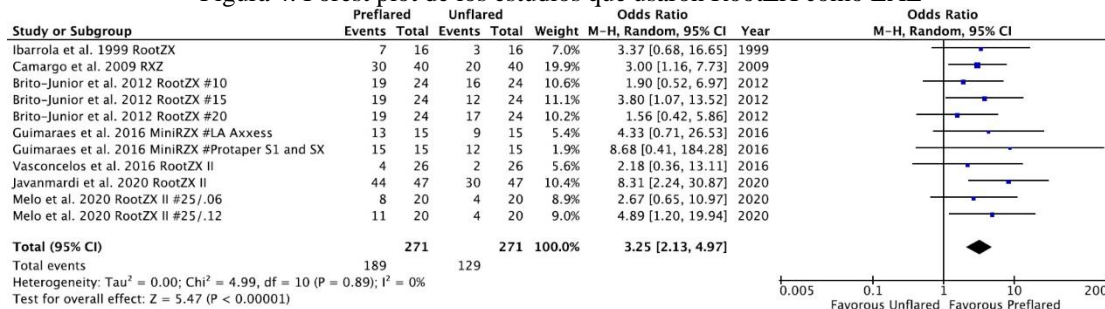 Figura 4. Forest plot de los estudios que usaron RootZX como LAE
Preflared Unflared Odds Ratio Odds Ratio
Study or Subgroup Events Total Events Total Weight M-H, Random, 95% CI Year M-H, Random, 95% CI
Ibarrola et al. 1999 RootZX 7 16 3 16 7.0% 3.37 [0.68, 16.65] 1999
Camargo et al. 2009 RXZ 30 40 20 40 19.9% 3.00 [1.16, 7.73] 2009
Brito-Junior et al. 2012 RootZX #10 19 24 16 24 10.6% 1.90 [0.52, 6.97] 2012
Brito-Junior et al. 2012 RootZX #15 19 24 12 24 11.1% 3.80 [1.07, 13.52] 2012
Brito-Junior et al. 2012 RootZX #20 19 24 17 24 10.2% 1.56 [0.42, 5.86] 2012
Guimaraes et al. 2016 MiniRZX #LA Axxess 13 15 9 15 5.4% 4.33 [0.71, 26.53] 2016
Guimaraes et al. 2016 MiniRZX #Protaper S1 and SX 15 15 12 15 1.9% 8.68 [0.41, 184.28] 2016
Vasconcelos et al. 2016 RootZX II 4 26 2 26 5.6% 2.18 [0.36, 13.11] 2016
Javanmardi et al. 2020 RootZX II 44 47 30 47 10.4% 8.31 [2.24, 30.87] 2020
Melo et al. 2020 RootZX II #25/.06 8 20 4 20 8.9% 2.67 [0.65, 10.97] 2020
Melo et al. 2020 RootZX II #25/.12 11 20 4 20 9.0% 4.89 [1.20, 19.94] 2020
Total (95% CI) 271 271 100.0% 3.25 [2.13, 4.97]
Total events 189 129
Heterogeneity: Tau² = 0.00; Chi² = 4.99, df = 10 (P = 0.89); I² = 0%
Test for overall effect: Z = 5.47 (P < 0.00001)
0.005 0.1 1 10 200
Favorous Unflared Favorous Preflared